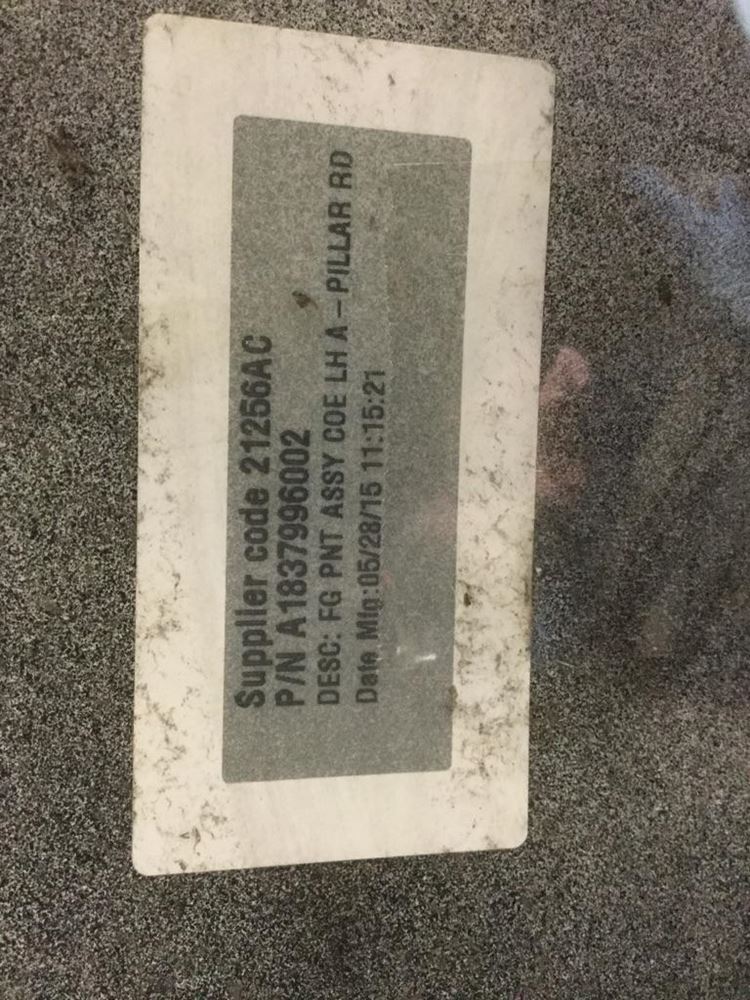 Supplier code 21256AC
P/N A1837996002
DESC: FG PNT ASSY COE LH A - PILLAR RD
Date Mfg:05/28/15 11:15:21